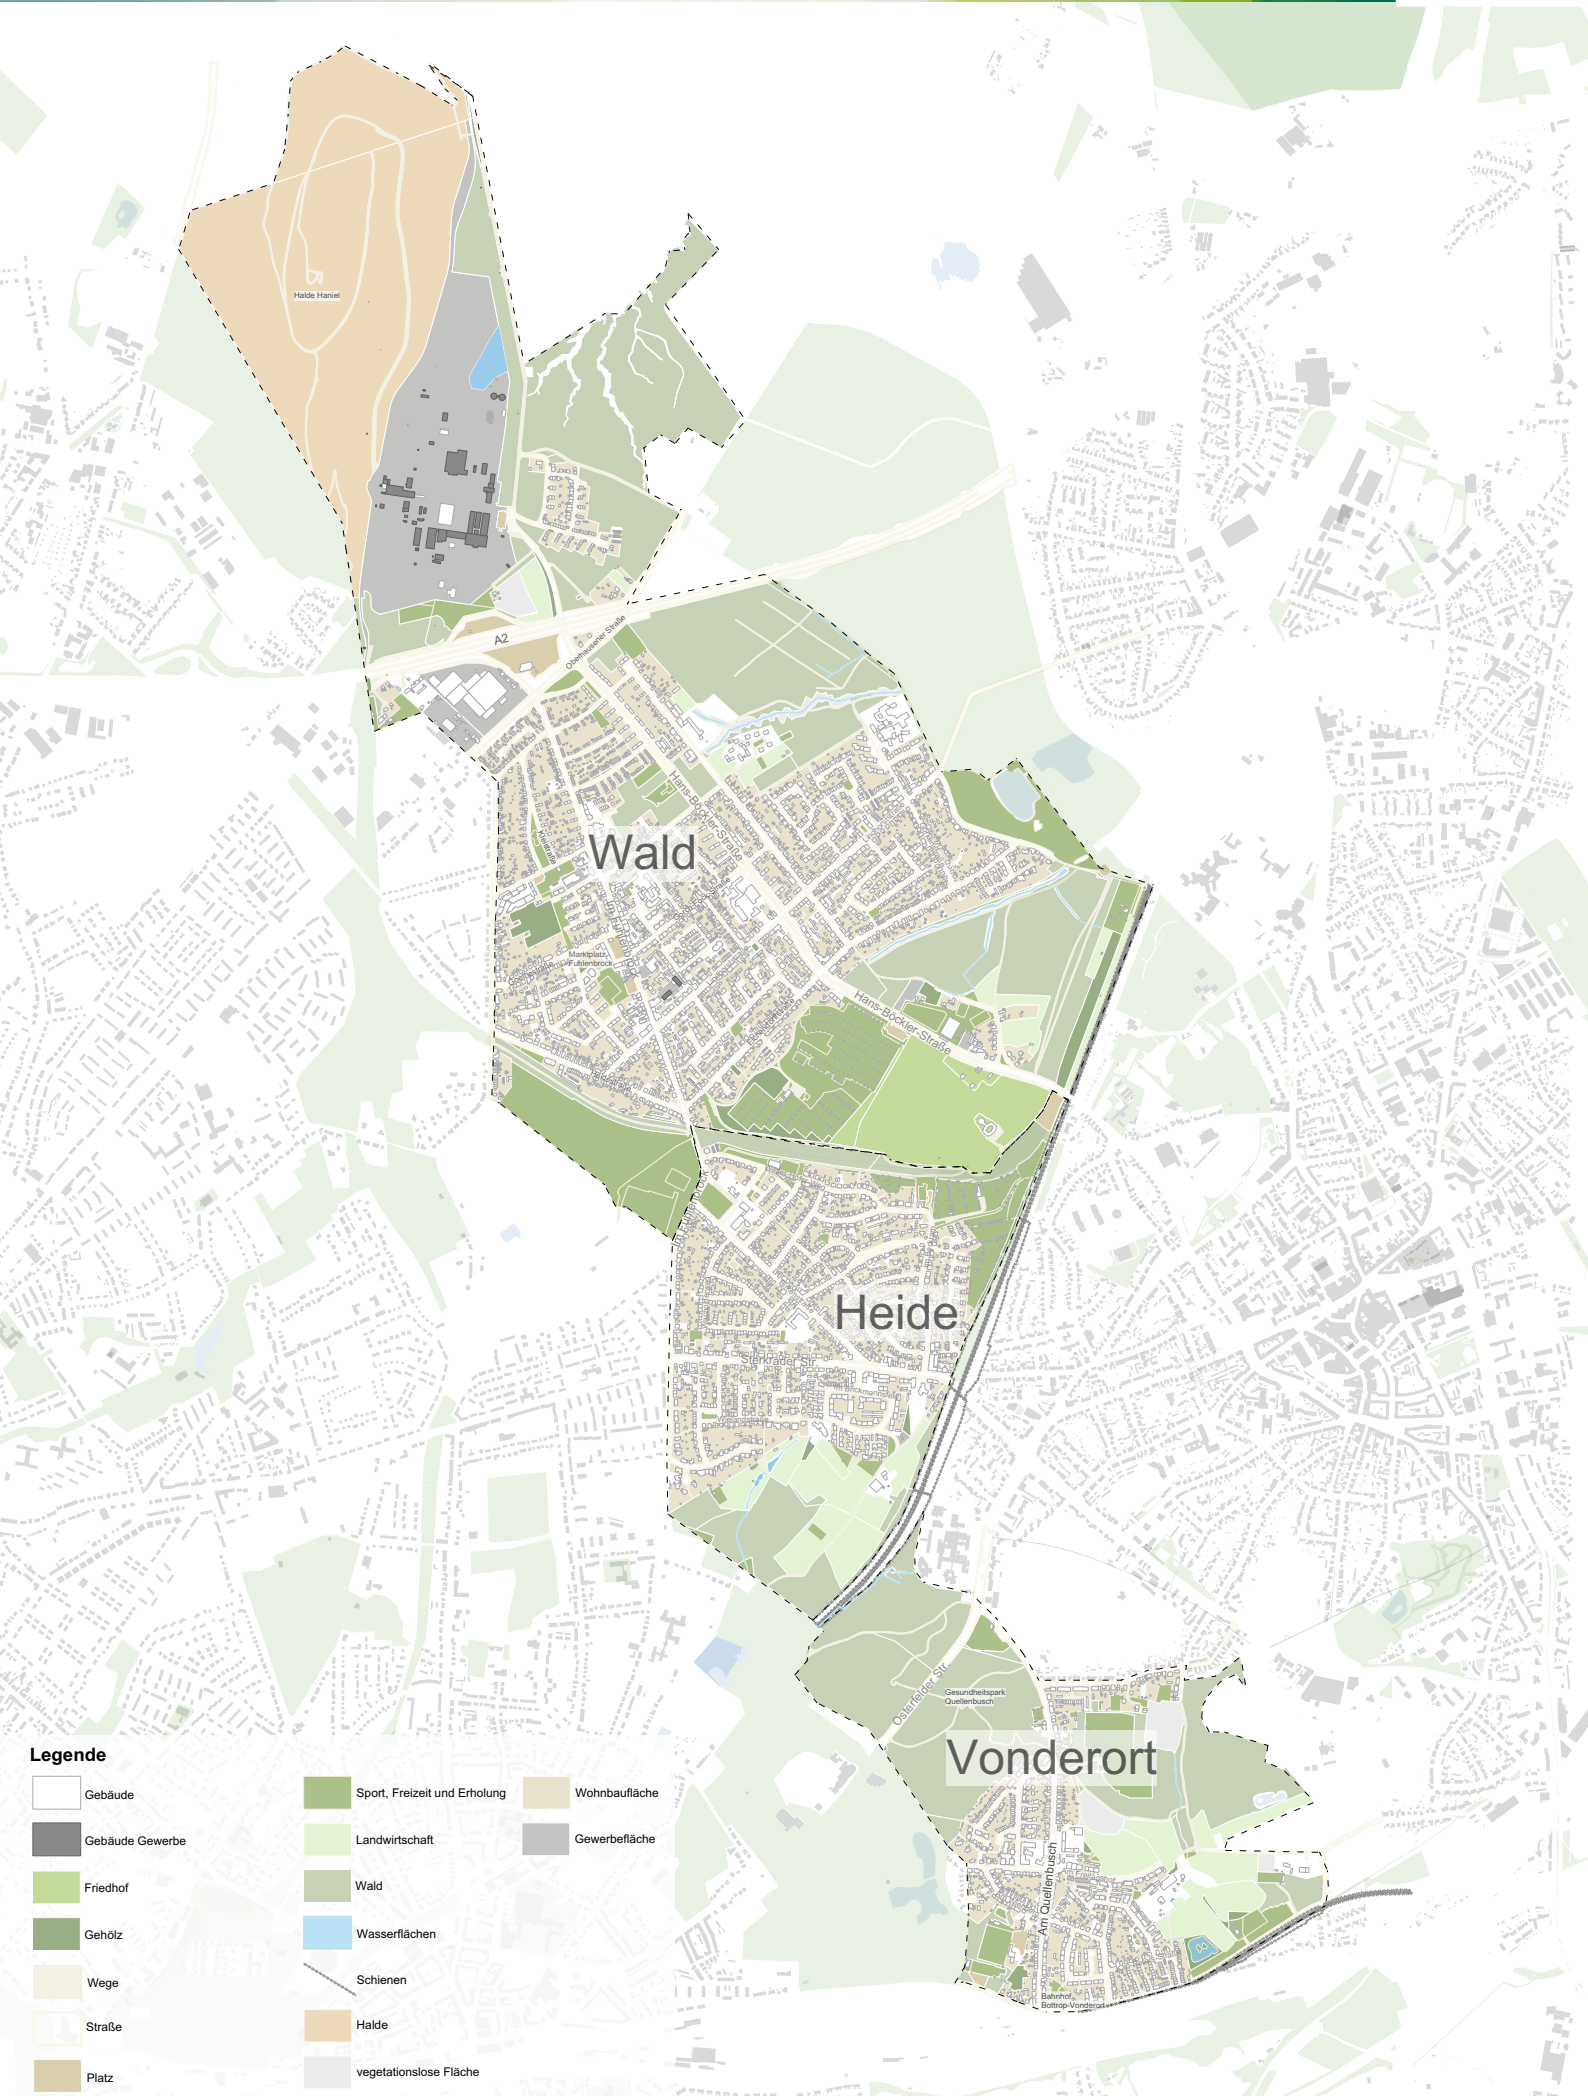 Halde Haniel
A2
Oberhausener Straße
Hans-Böckler-Straße
Wald
Marktplatz
Fuhlenbrock
Hans-Böckler-Straße
Heide
Sterkrader Str.
Osterfelder Str.
Gesundheitspark
Quellenbusch
Vonderort
Am Quellenbusch
Bahnhof
Bottrop-Vonderort
Legende
Gebäude
Gebäude Gewerbe
Friedhof
Gehölz
Wege
Straße
Platz
Sport, Freizeit und Erholung
Landwirtschaft
Wald
Wasserflächen
Schienen
Halde
vegetationslose Fläche
Wohnbaufläche
Gewerbefläche